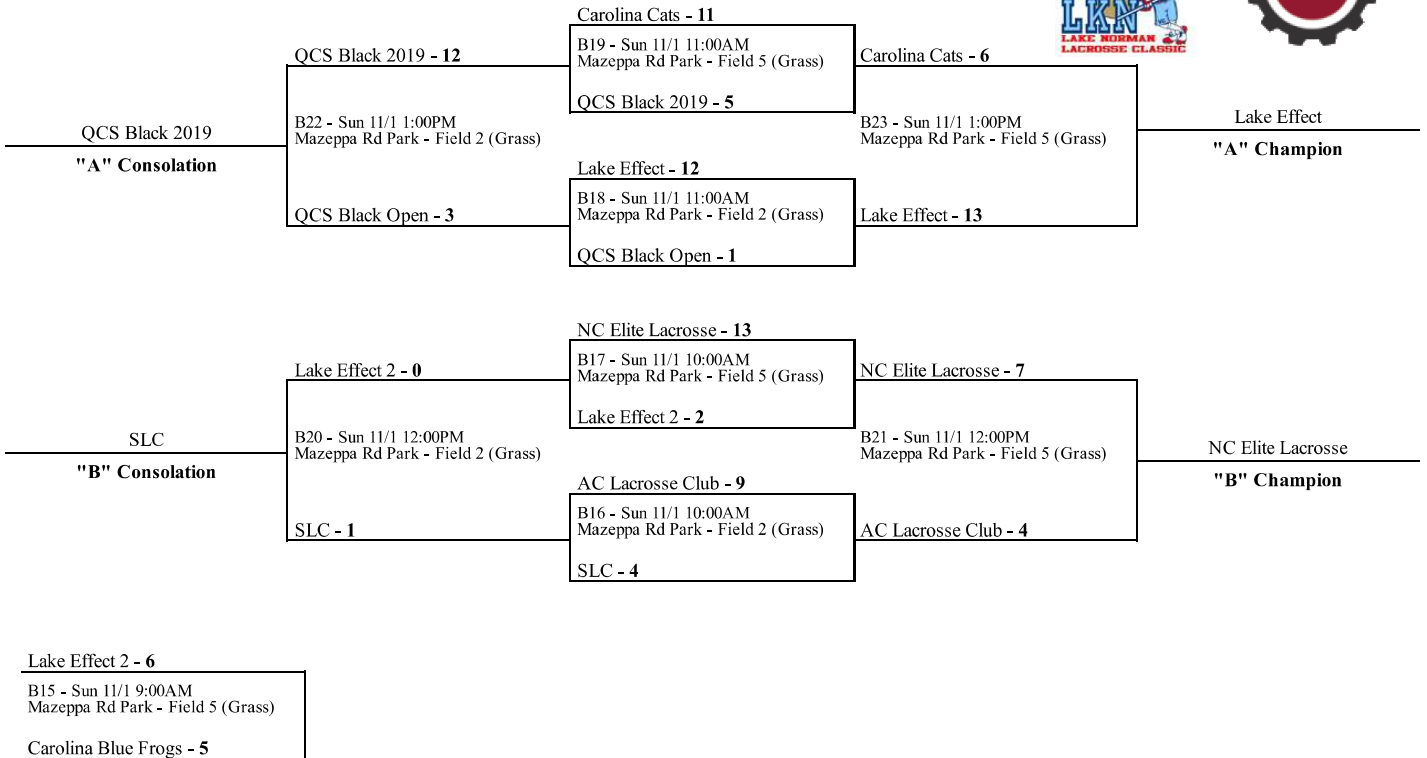 LKN
LAKE NORMAN
LACROSSE CLASSIC
Carolina Cats - 11
B19 - Sun 11/1 11:00AM
Mazeppa Rd Park - Field 5 (Grass)
QCS Black 2019 - 5
QCS Black 2019 - 12
B22 - Sun 11/1 1:00PM
Mazeppa Rd Park - Field 2 (Grass)
QCS Black Open - 3
QCS Black 2019
"A" Consolation
Lake Effect - 12
B18 - Sun 11/1 11:00AM
Mazeppa Rd Park - Field 2 (Grass)
QCS Black Open - 1
Carolina Cats - 6
B23 - Sun 11/1 1:00PM
Mazeppa Rd Park - Field 5 (Grass)
Lake Effect - 13
Lake Effect
"A" Champion
NC Elite Lacrosse - 13
B17 - Sun 11/1 10:00AM
Mazeppa Rd Park - Field 5 (Grass)
Lake Effect 2 - 2
Lake Effect 2 - 0
B20 - Sun 11/1 12:00PM
Mazeppa Rd Park - Field 2 (Grass)
SLC - 1
SLC
"B" Consolation
AC Lacrosse Club - 9
B16 - Sun 11/1 10:00AM
Mazeppa Rd Park - Field 2 (Grass)
SLC - 4
NC Elite Lacrosse - 7
B21 - Sun 11/1 12:00PM
Mazeppa Rd Park - Field 5 (Grass)
AC Lacrosse Club - 4
NC Elite Lacrosse
"B" Champion
Lake Effect 2 - 6
B15 - Sun 11/1 9:00AM
Mazeppa Rd Park - Field 5 (Grass)
Carolina Blue Frogs - 5